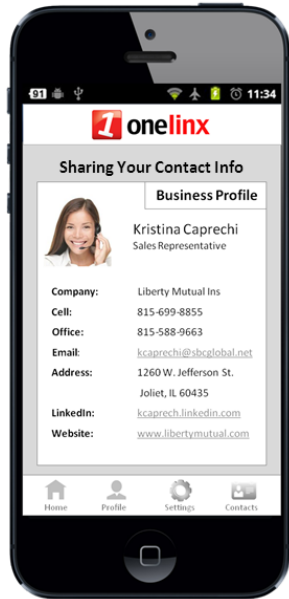 91 11:34
1 onelinx
Sharing Your Contact Info
Business Profile
Kristina Caprechi
Sales Representative
Company: Liberty Mutual Ins
Cell: 815-699-8855
Office: 815-588-9663
Email: kcaprechi@sbcglobal.net
Address: 1260 W. Jefferson St.
Joliet, IL 60435
LinkedIn: kcaprech.linkedin.com
Website: www.libertymutual.com
Home Profile Settings Contacts